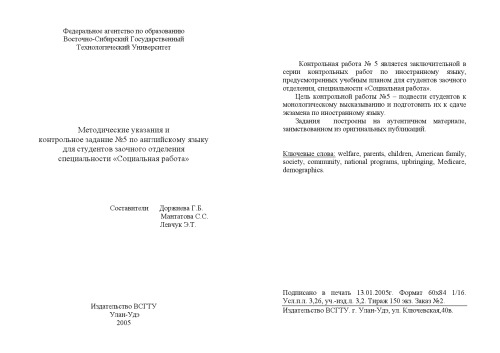 Федеральное агентство по образованию
Восточно-Сибирский Государственный
Технологический Университет
Методические указания и
контрольное задание №5 по английскому языку
для студентов заочного отделения
специальности «Социальная работа»
Составители Доржиева Г.Б.
Мантатова С.С.
Левчук Э.Т.
Издательство ВСГТУ
Улан-Удэ
2005
Контрольная работа № 5 является заключительной в
серии контрольных работ по иностранному языку,
предусмотренных учебным планом для студентов заочного
отделения, специальности «Социальная работа».
Цель контрольной работы №5 – подвести студентов к
монологическому высказыванию и подготовить их к сдаче
экзамена по иностранному языку.
Задания построены на аутентичном материале,
заимствованном из оригинальных публикаций.
Ключевые слова: welfare, parents, children, American family,
society, community, national programs, upbringing, Medicare,
demographics.
Подписано в печать 13.01.2005г. Формат 60х84 1/16.
Усл.п.л. 3,26, уч.-изд.л. 3,2. Тираж 150 экз. Заказ №2.
Издательство ВСГТУ. г. Улан-Удэ, ул. Ключевская,40в.